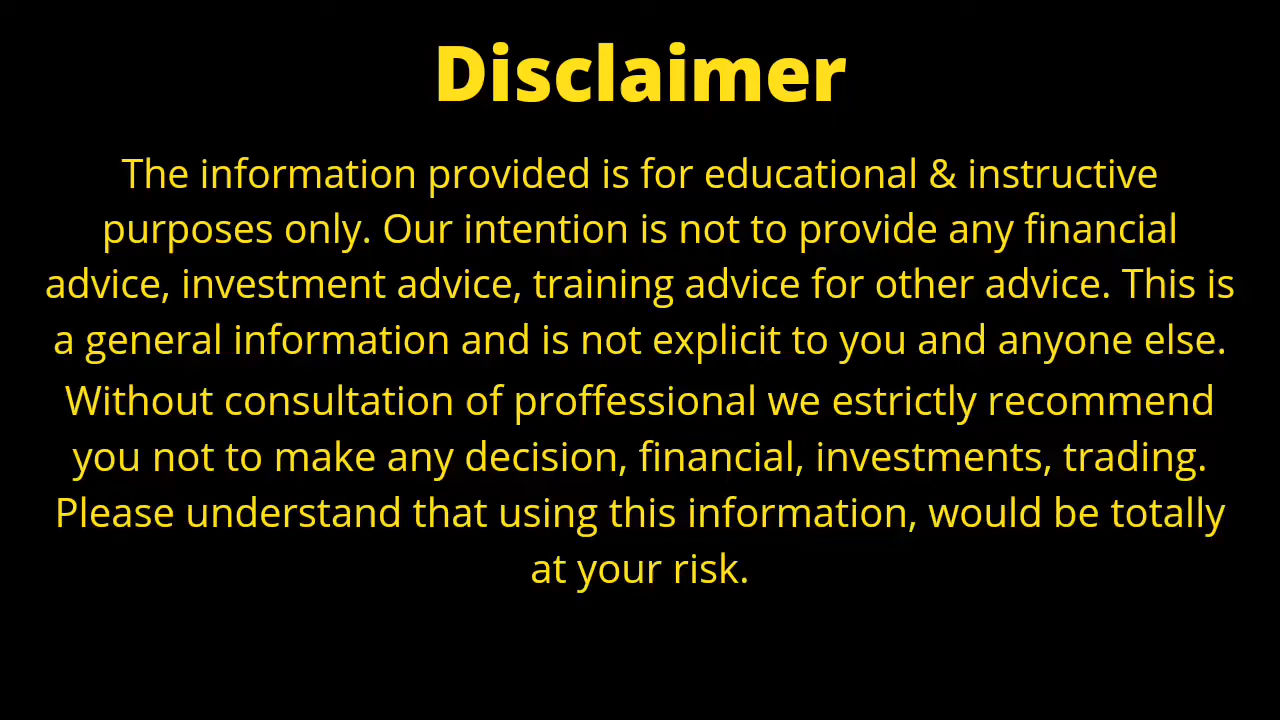 Disclaimer
The information provided is for educational & instructive
purposes only. Our intention is not to provide any financial
advice, investment advice, training advice for other advice. This is
a general information and is not explicit to you and anyone else.
Without consultation of proffessional we estrictly recommend
you not to make any decision, financial, investments, trading.
Please understand that using this information, would be totally
at your risk.